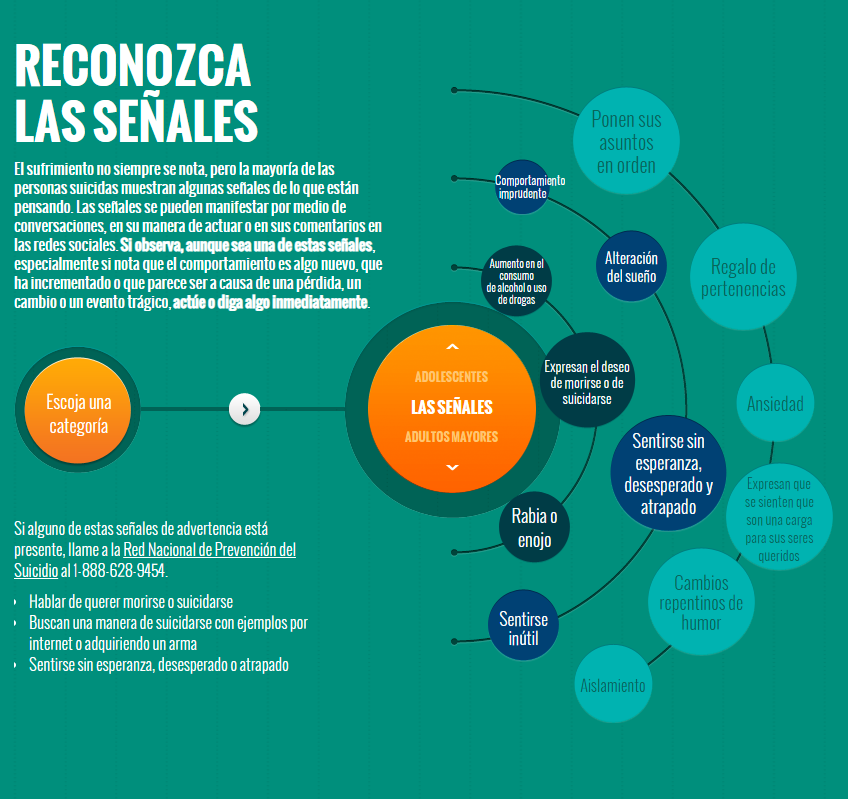 RECONOZCA
LAS SEÑALES
El sufrimiento no siempre se nota, pero la mayoría de las
personas suicidas muestran algunas señales de lo que están
pensando. Las señales se pueden manifestar por medio de
conversaciones, en su manera de actuar o en sus comentarios en
las redes sociales. Si observa, aunque sea una de estas señales,
especialmente si nota que el comportamiento es algo nuevo, que
ha incrementado o que parece ser a causa de una pérdida, un
cambio o un evento trágico, actúe o diga algo inmediatamente.
Escoja una
categoría
ADOLESCENTES
LAS SEÑALES
ADULTOS MAYORES
Si alguno de estas señales de advertencia está
presente, llame a la Red Nacional de Prevención del
Suicidio al 1-888-628-9454.
Hablar de querer morirse o suicidarse
Buscan una manera de suicidarse con ejemplos por
internet o adquiriendo un arma
Sentirse sin esperanza, desesperado o atrapado
Aumento en el
consumo
de alcohol o uso
de drogas
Expresan el deseo
de morirse o de
suicidarse
Rabia o
enojo
Comportamiento
imprudente
Alteración
del sueño
Sentirse sin
esperanza,
desesperado y
atrapado
Sentirse
inútil
Ponen sus
asuntos
en orden
Regalo de
pertenencias
Ansiedad
Expresan que
se sienten que
son una carga
para sus seres
queridos
Cambios
repentinos de
humor
Aislamiento